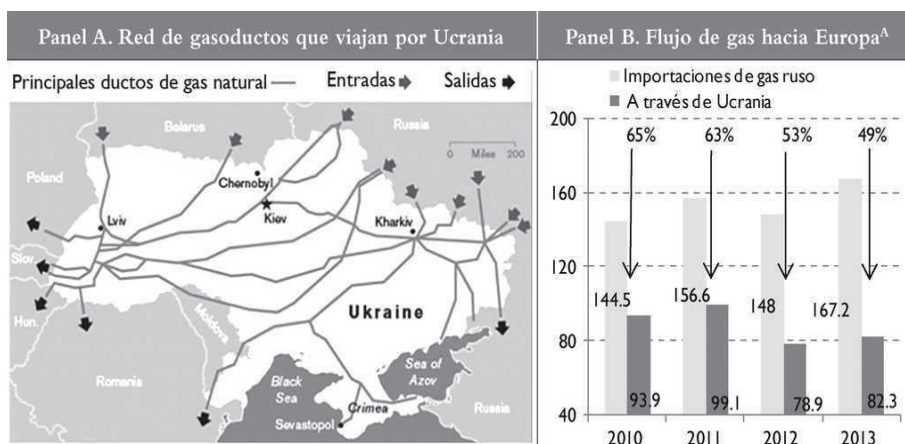 Panel A. Red de gasoductos que viajan por Ucrania
Principales ductos de gas natural
Entradas
Salidas
Belarus
Russia
0 Miles 200
Poland
Chernobyl
Lviv
Kiev
Kharkiv
Slov.
Ukraine
Hun.
Moldova
Romania
Black
Sea
Sea of
Azov
Crimea
Sevastopol
Russia
Panel B. Flujo de gas hacia Europaᴬ
Importaciones de gas ruso
A través de Ucrania
200
65% 63% 53% 49%
160
120
144.5 156.6 148 167.2
80
93.9 99.1 78.9 82.3
40
2010 2011 2012 2013